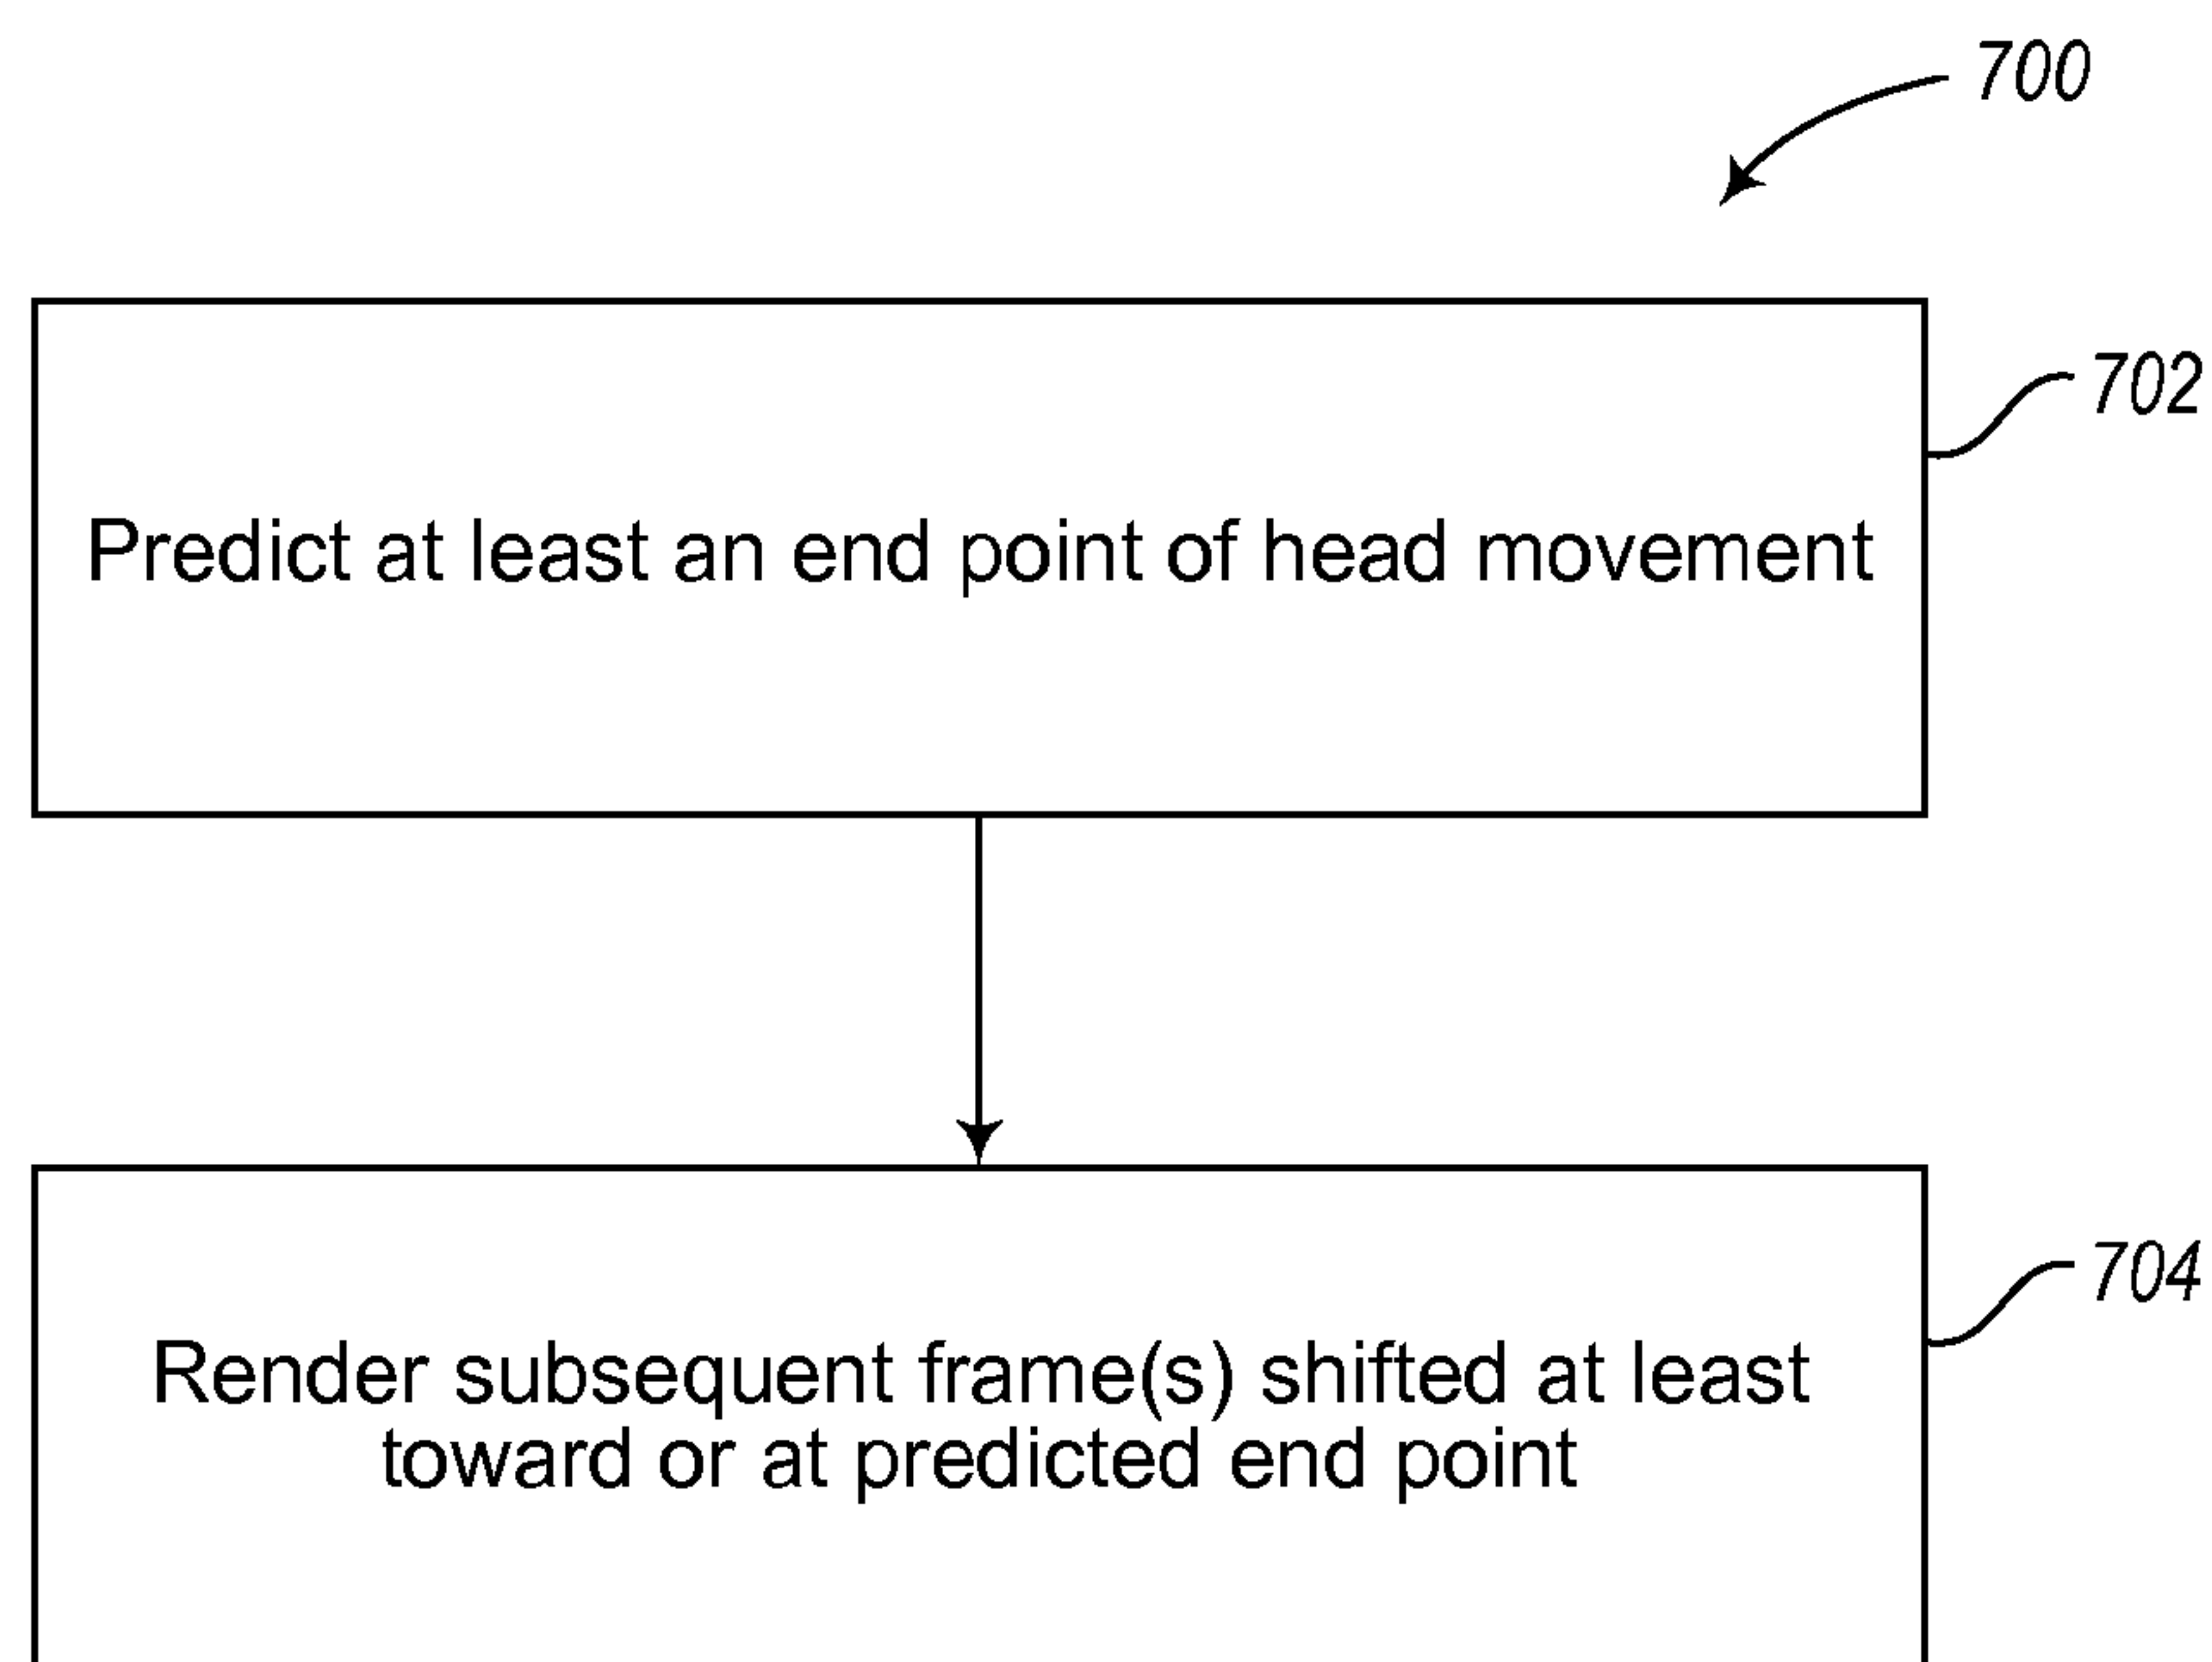 700
702
Predict at least an end point of head movement
704
Render subsequent frame(s) shifted at least
toward or at predicted end point